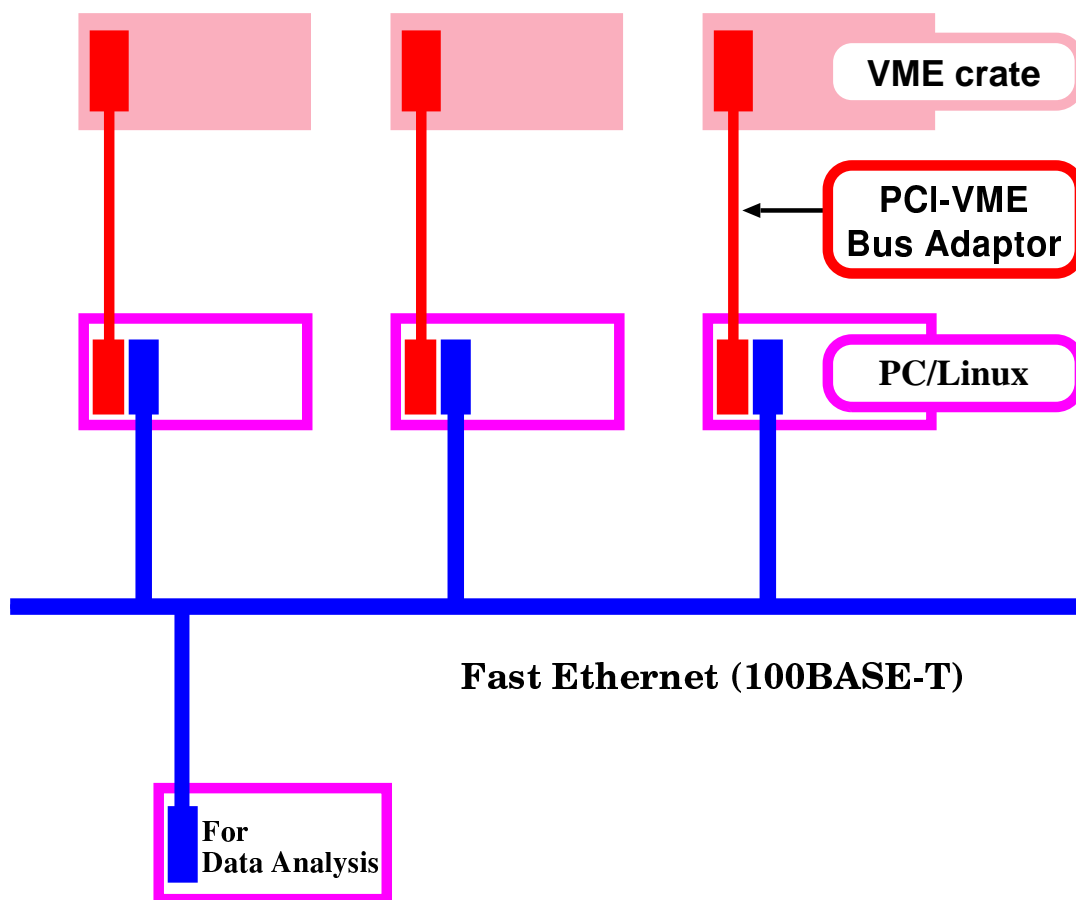 VME crate
PCI-VME
Bus Adaptor
PC/Linux
Fast Ethernet (100BASE-T)
For
Data Analysis